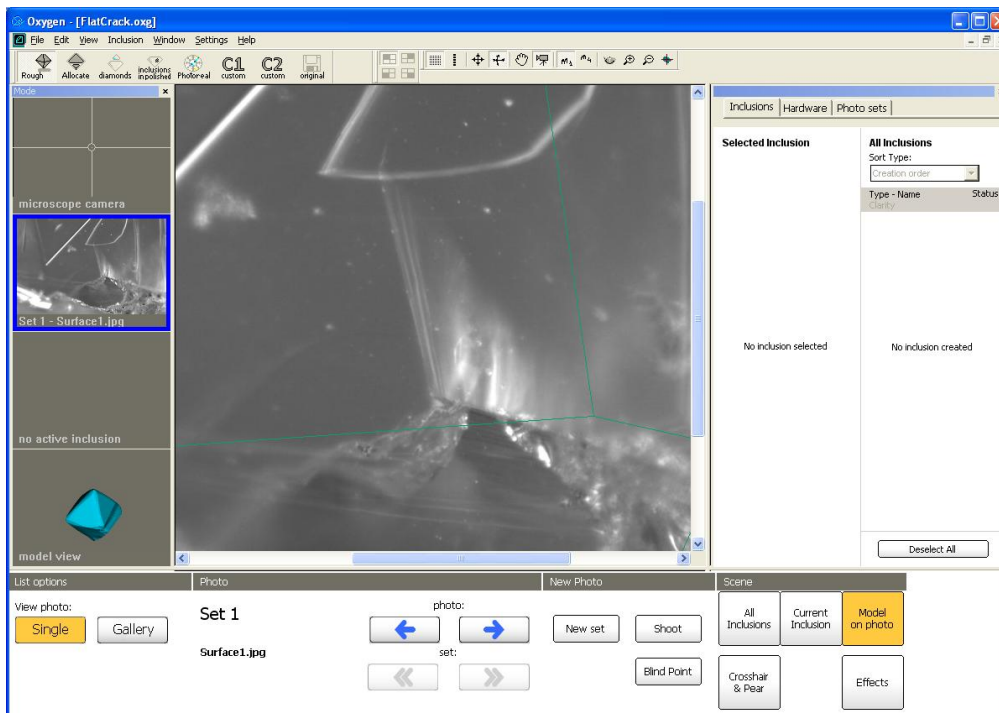 Oxygen - [FlatCrack.oxg]
File Edit View Inclusion Window Settings Help
Rough
Allocate
diamonds
inclusions
in polished
Photoreal
C1
custom
C2
custom
original
Mode
microscope camera
Set 1 - Surface1.jpg
no active inclusion
model view
Inclusions
Hardware
Photo sets
Selected Inclusion
No inclusion selected
All Inclusions
Sort Type:
Creation order
Type - Name Status
Clarity
No inclusion created
Deselect All
List options
View photo:
Single
Gallery
Photo
Set 1
Surface1.jpg
photo:
set:
New Photo
New set
Shoot
Blind Point
Scene
All
Inclusions
Current
Inclusion
Model
on photo
Crosshair
& Pear
Effects